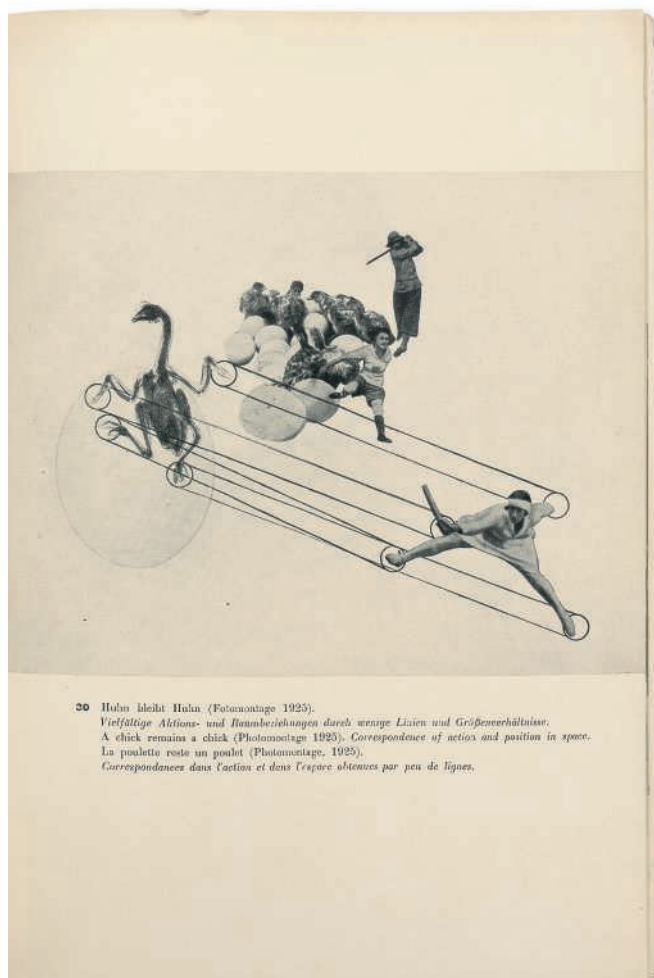 30 Huhn bleibt Huhn (Fotomontage 1925).
Vielfältige Aktions- und Raumbeziehungen durch wenige Linien und Größenverhältnisse.
A chick remains a chick (Photomontage 1925). Correspondence of action and position in space.
La poulette reste un poulet (Photomontage, 1925).
Correspondances dans l'action et dans l'espace obtenues par peu de lignes.